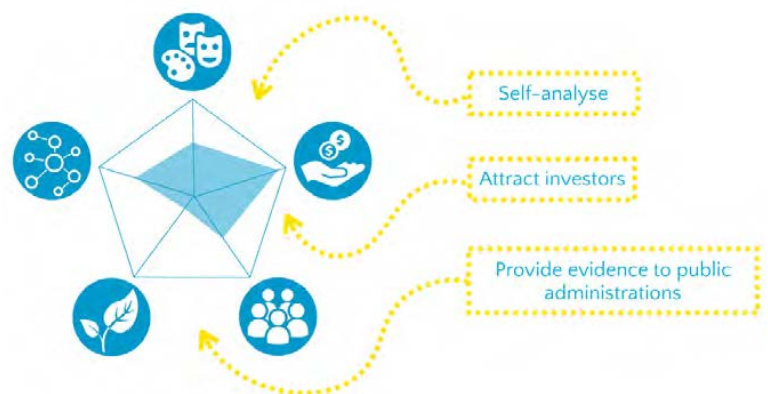 Self-analyse
Attract investors
Provide evidence to public
administrations